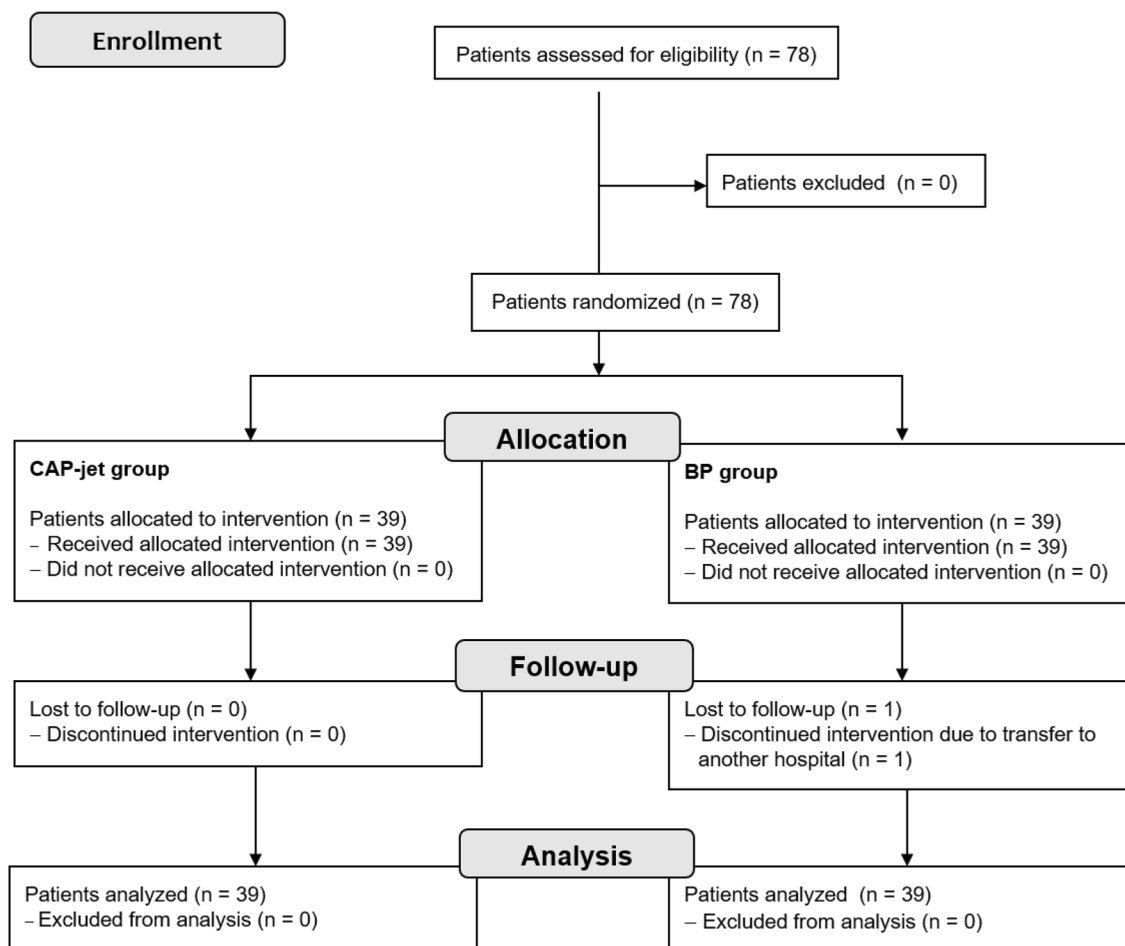 Enrollment
Patients assessed for eligibility (n = 78)
Patients excluded  (n = 0)
Patients randomized (n = 78)
Allocation
CAP-jet group
Patients allocated to intervention (n = 39)
– Received allocated intervention (n = 39)
– Did not receive allocated intervention (n = 0)
BP group
Patients allocated to intervention (n = 39)
– Received allocated intervention (n = 39)
– Did not receive allocated intervention (n = 0)
Follow-up
Lost to follow-up (n = 0)
– Discontinued intervention (n = 0)
Lost to follow-up (n = 1)
– Discontinued intervention due to transfer to
another hospital (n = 1)
Analysis
Patients analyzed (n = 39)
– Excluded from analysis (n = 0)
Patients analyzed  (n = 39)
– Excluded from analysis (n = 0)